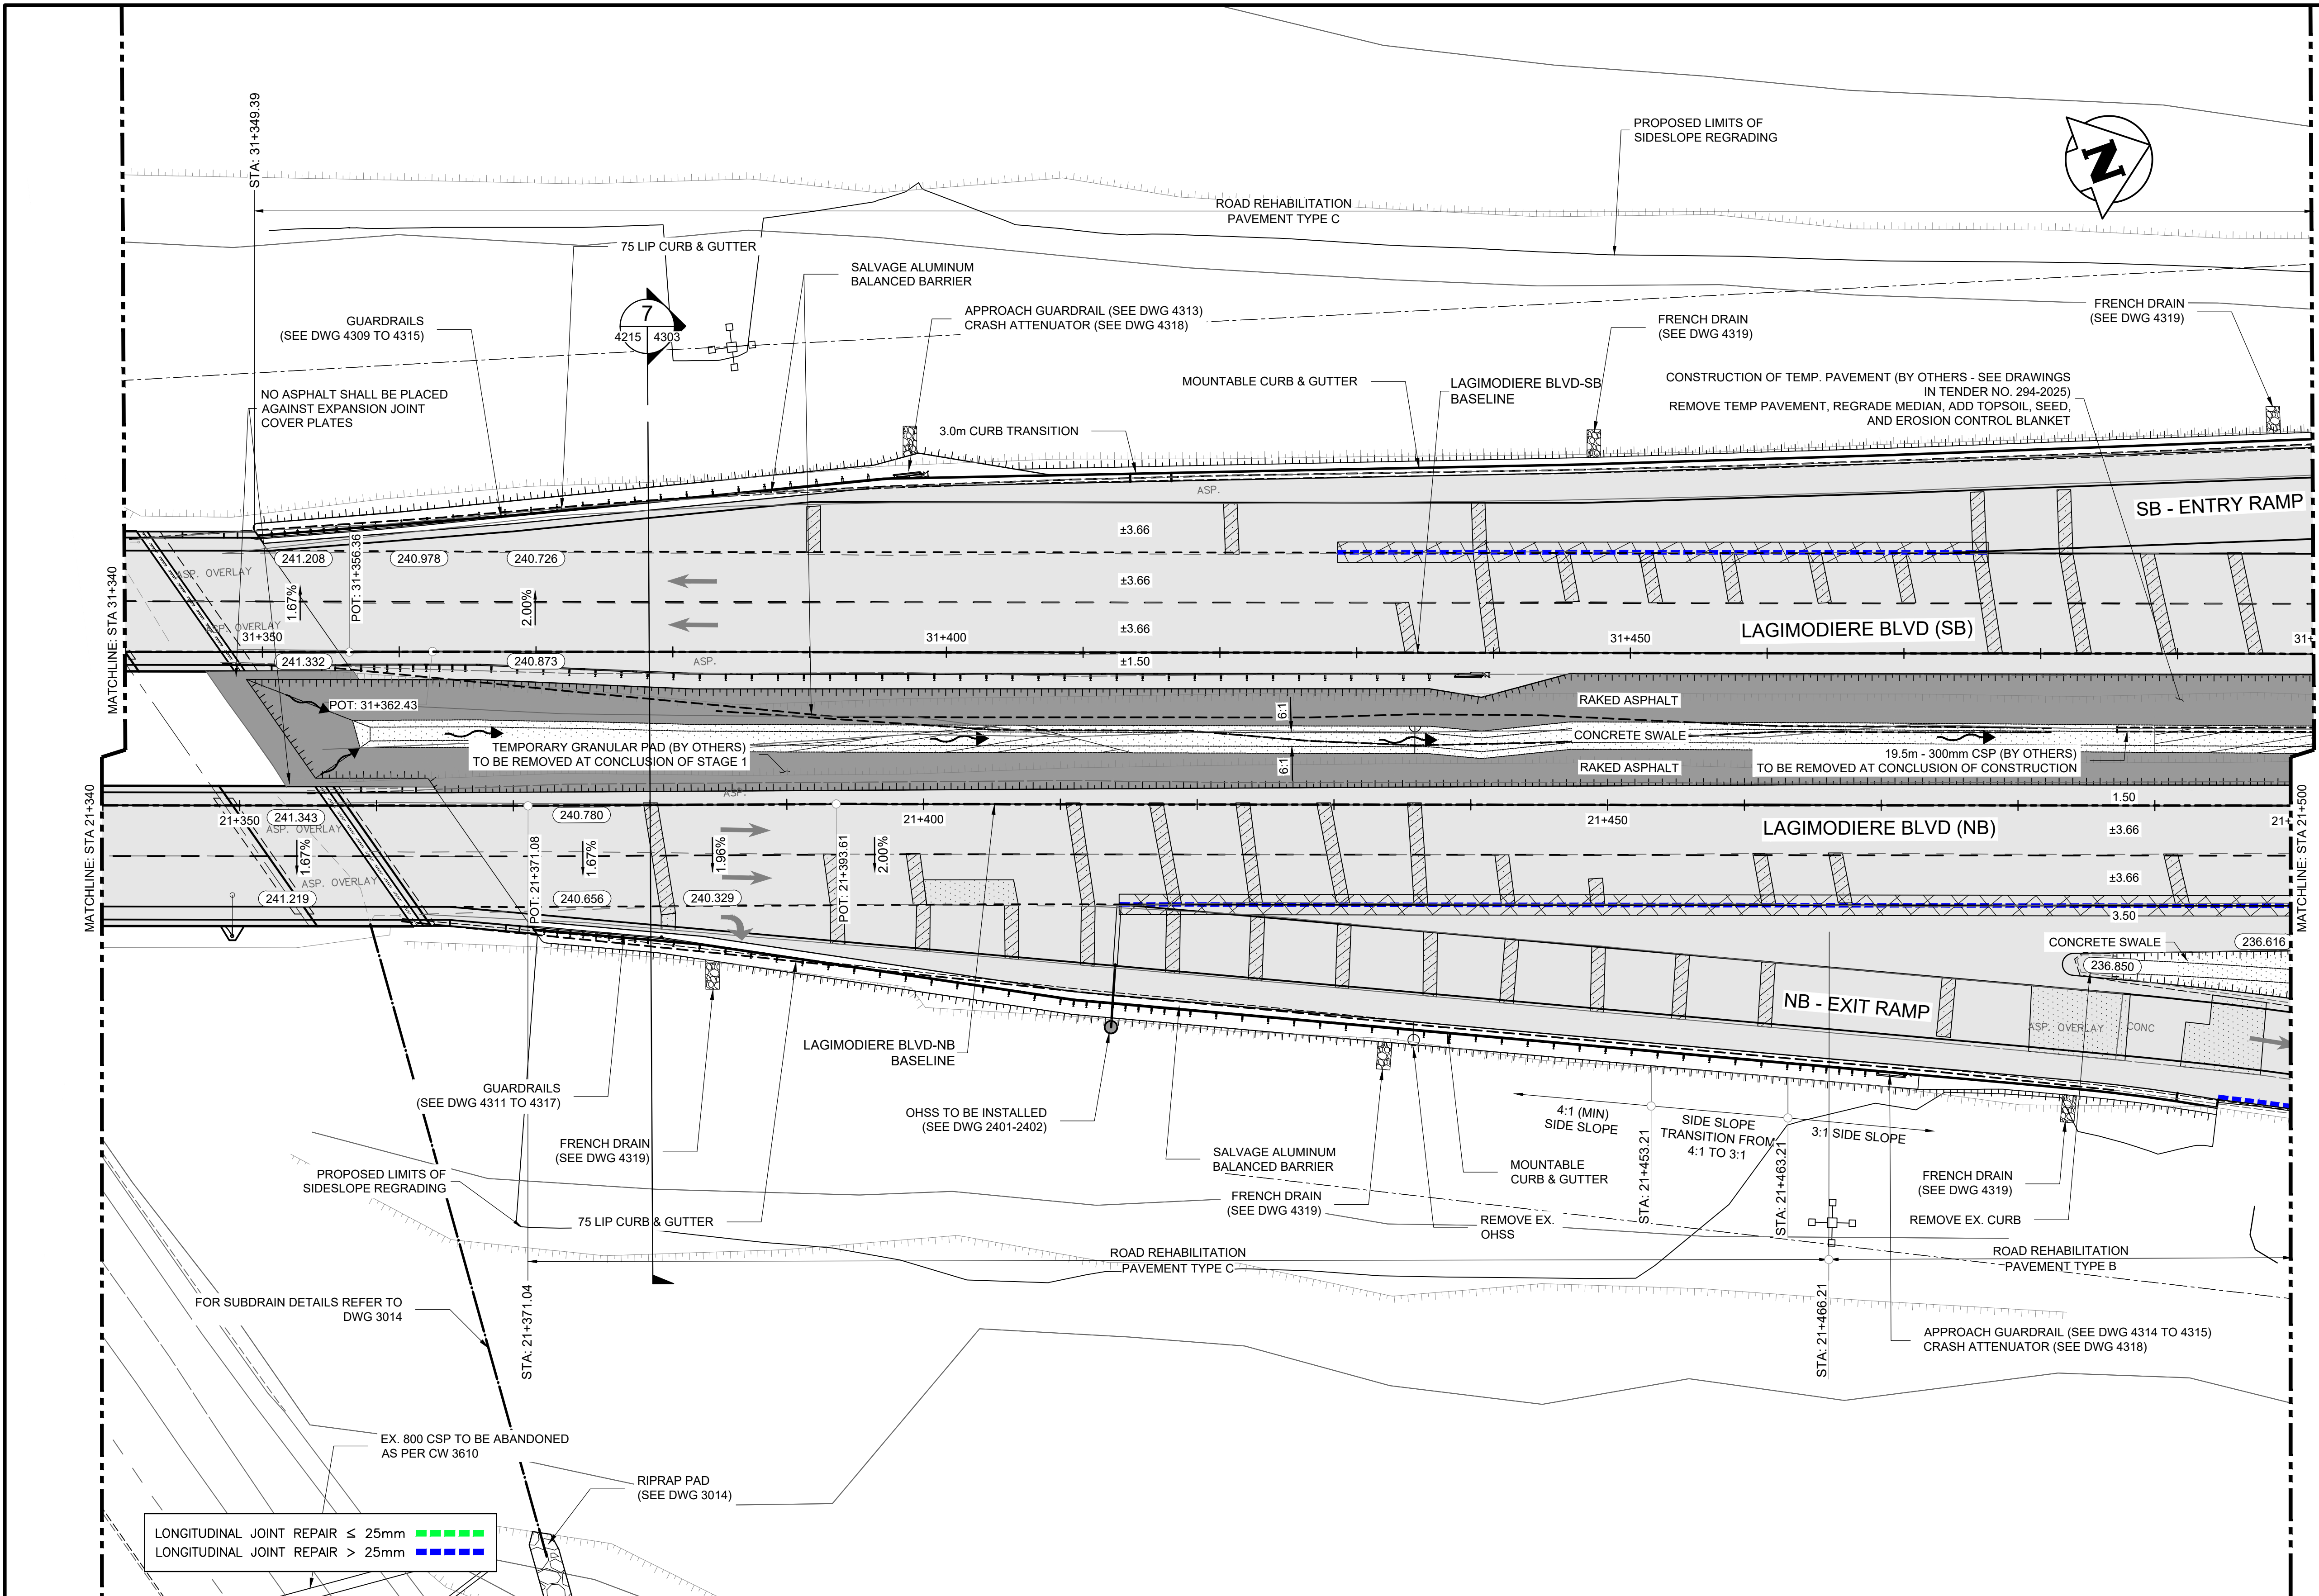 STA: 31+349.39
PROPOSED LIMITS OF
SIDESLOPE REGRADING
N
ROAD REHABILITATION
PAVEMENT TYPE C
75 LIP CURB & GUTTER
SALVAGE ALUMINUM
BALANCED BARRIER
7
4215 4303
GUARDRAILS
(SEE DWG 4309 TO 4315)
APPROACH GUARDRAIL (SEE DWG 4313)
CRASH ATTENUATOR (SEE DWG 4318)
FRENCH DRAIN
(SEE DWG 4319)
FRENCH DRAIN
(SEE DWG 4319)
NO ASPHALT SHALL BE PLACED
AGAINST EXPANSION JOINT
COVER PLATES
MOUNTABLE CURB & GUTTER
LAGIMODIERE BLVD-SB
BASELINE
CONSTRUCTION OF TEMP. PAVEMENT (BY OTHERS - SEE DRAWINGS
IN TENDER NO. 294-2025)
REMOVE TEMP PAVEMENT, REGRADE MEDIAN, ADD TOPSOIL, SEED,
AND EROSION CONTROL BLANKET
3.0m CURB TRANSITION
ASP.
SB - ENTRY RAMP
±3.66
241.208
240.978
240.726
POT: 31+356.36
ASP. OVERLAY
±3.66
1.67%
2.00%
MATCHLINE: STA 31+340
ASP. OVERLAY
31+350
31+400
±3.66
31+450
LAGIMODIERE BLVD (SB)
31+
241.332
240.873
ASP.
±1.50
POT: 31+362.43
6:1
RAKED ASPHALT
CONCRETE SWALE
TEMPORARY GRANULAR PAD (BY OTHERS)
TO BE REMOVED AT CONCLUSION OF STAGE 1
6:1
RAKED ASPHALT
19.5m - 300mm CSP (BY OTHERS)
TO BE REMOVED AT CONCLUSION OF CONSTRUCTION
ASP.
1.50
MATCHLINE: STA 21+340
21+350
241.343
ASP. OVERLAY
240.780
21+400
21+450
LAGIMODIERE BLVD (NB)
±3.66
21+
MATCHLINE: STA 21+500
1.67%
1.67%
1.96%
2.00%
POT: 21+371.08
POT: 21+393.61
ASP. OVERLAY
±3.66
241.219
240.656
240.329
3.50
CONCRETE SWALE
236.616
236.850
NB - EXIT RAMP
ASP. OVERLAY
CONC
LAGIMODIERE BLVD-NB
BASELINE
GUARDRAILS
(SEE DWG 4311 TO 4317)
OHSS TO BE INSTALLED
(SEE DWG 2401-2402)
4:1 (MIN)
SIDE SLOPE
SIDE SLOPE
TRANSITION FROM
4:1 TO 3:1
3:1 SIDE SLOPE
FRENCH DRAIN
(SEE DWG 4319)
PROPOSED LIMITS OF
SIDESLOPE REGRADING
SALVAGE ALUMINUM
BALANCED BARRIER
MOUNTABLE
CURB & GUTTER
STA: 21+453.21
STA: 21+463.21
FRENCH DRAIN
(SEE DWG 4319)
FRENCH DRAIN
(SEE DWG 4319)
75 LIP CURB & GUTTER
REMOVE EX.
OHSS
REMOVE EX. CURB
ROAD REHABILITATION
PAVEMENT TYPE C
ROAD REHABILITATION
PAVEMENT TYPE B
FOR SUBDRAIN DETAILS REFER TO
DWG 3014
STA: 21+371.04
STA: 21+466.21
APPROACH GUARDRAIL (SEE DWG 4314 TO 4315)
CRASH ATTENUATOR (SEE DWG 4318)
EX. 800 CSP TO BE ABANDONED
AS PER CW 3610
RIPRAP PAD
(SEE DWG 3014)
LONGITUDINAL JOINT REPAIR ≤ 25mm
LONGITUDINAL JOINT REPAIR > 25mm